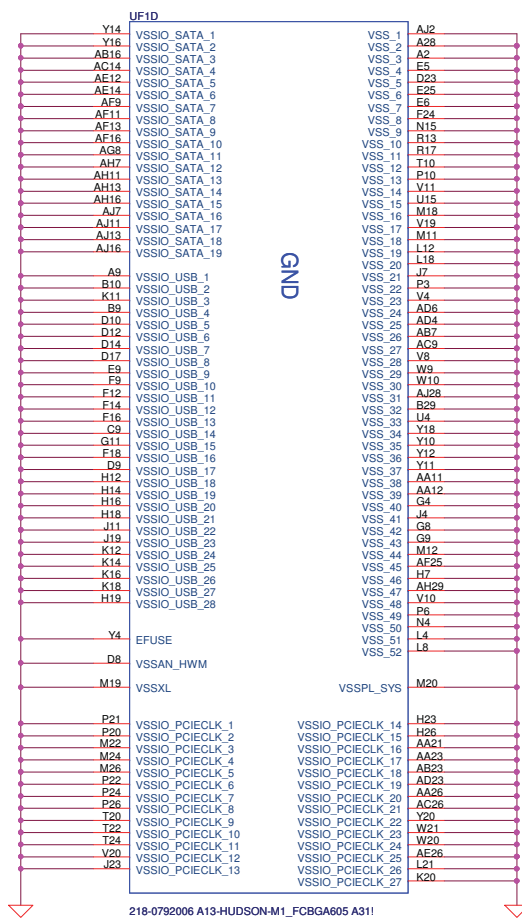 UF1D
Y14 VSSIO_SATA_1 VSS_1 AJ2
Y16 VSSIO_SATA_2 VSS_2 A28
AB16 VSSIO_SATA_3 VSS_3 A2
AC14 VSSIO_SATA_4 VSS_4 E5
AE12 VSSIO_SATA_5 VSS_5 D23
AE14 VSSIO_SATA_6 VSS_6 E25
AF9 VSSIO_SATA_7 VSS_7 E6
AF11 VSSIO_SATA_8 VSS_8 F24
AF13 VSSIO_SATA_9 VSS_9 N15
AF16 VSSIO_SATA_10 VSS_10 R13
AG8 VSSIO_SATA_11 VSS_11 R17
AH7 VSSIO_SATA_12 VSS_12 T10
AH11 VSSIO_SATA_13 VSS_13 P10
AH13 VSSIO_SATA_14 VSS_14 V11
AH16 VSSIO_SATA_15 VSS_15 U15
AJ7 VSSIO_SATA_16 VSS_16 M18
AJ11 VSSIO_SATA_17 VSS_17 V19
AJ13 VSSIO_SATA_18 VSS_18 M11
AJ16 VSSIO_SATA_19 VSS_19 L12
VSS_20 L18
A9 VSSIO_USB_1 VSS_21 J7
B10 VSSIO_USB_2 VSS_22 P3
K11 VSSIO_USB_3 VSS_23 V4
B9 VSSIO_USB_4 VSS_24 AD6
D10 VSSIO_USB_5 VSS_25 AD4
D12 VSSIO_USB_6 VSS_26 AB7
D14 VSSIO_USB_7 VSS_27 AC9
D17 VSSIO_USB_8 VSS_28 V8
E9 VSSIO_USB_9 VSS_29 W9
F9 VSSIO_USB_10 VSS_30 W10
F12 VSSIO_USB_11 VSS_31 AJ28
F14 VSSIO_USB_12 VSS_32 B29
F16 VSSIO_USB_13 VSS_33 U4
C9 VSSIO_USB_14 VSS_34 Y18
G11 VSSIO_USB_15 VSS_35 Y10
F18 VSSIO_USB_16 VSS_36 Y12
D9 VSSIO_USB_17 VSS_37 Y11
H12 VSSIO_USB_18 VSS_38 AA11
H14 VSSIO_USB_19 VSS_39 AA12
H16 VSSIO_USB_20 VSS_40 G4
H18 VSSIO_USB_21 VSS_41 J4
J11 VSSIO_USB_22 VSS_42 G8
J19 VSSIO_USB_23 VSS_43 G9
K12 VSSIO_USB_24 VSS_44 M12
K14 VSSIO_USB_25 VSS_45 AF25
K16 VSSIO_USB_26 VSS_46 H7
K18 VSSIO_USB_27 VSS_47 AH29
H19 VSSIO_USB_28 VSS_48 V10
VSS_49 P6
VSS_50 N4
Y4 EFUSE VSS_51 L4
VSS_52 L8
D8 VSSAN_HWM
M19 VSSXL VSSPL_SYS M20
P21 VSSIO_PCIECLK_1 VSSIO_PCIECLK_14 H23
P20 VSSIO_PCIECLK_2 VSSIO_PCIECLK_15 H26
M22 VSSIO_PCIECLK_3 VSSIO_PCIECLK_16 AA21
M24 VSSIO_PCIECLK_4 VSSIO_PCIECLK_17 AA23
M26 VSSIO_PCIECLK_5 VSSIO_PCIECLK_18 AB23
P22 VSSIO_PCIECLK_6 VSSIO_PCIECLK_19 AD23
P24 VSSIO_PCIECLK_7 VSSIO_PCIECLK_20 AA26
P26 VSSIO_PCIECLK_8 VSSIO_PCIECLK_21 AC26
T20 VSSIO_PCIECLK_9 VSSIO_PCIECLK_22 Y20
T22 VSSIO_PCIECLK_10 VSSIO_PCIECLK_23 W21
T24 VSSIO_PCIECLK_11 VSSIO_PCIECLK_24 W20
V20 VSSIO_PCIECLK_12 VSSIO_PCIECLK_25 AE26
J23 VSSIO_PCIECLK_13 VSSIO_PCIECLK_26 L21
VSSIO_PCIECLK_27 K20
GND
218-0792006 A13-HUDSON-M1_FCBGA605 A31!